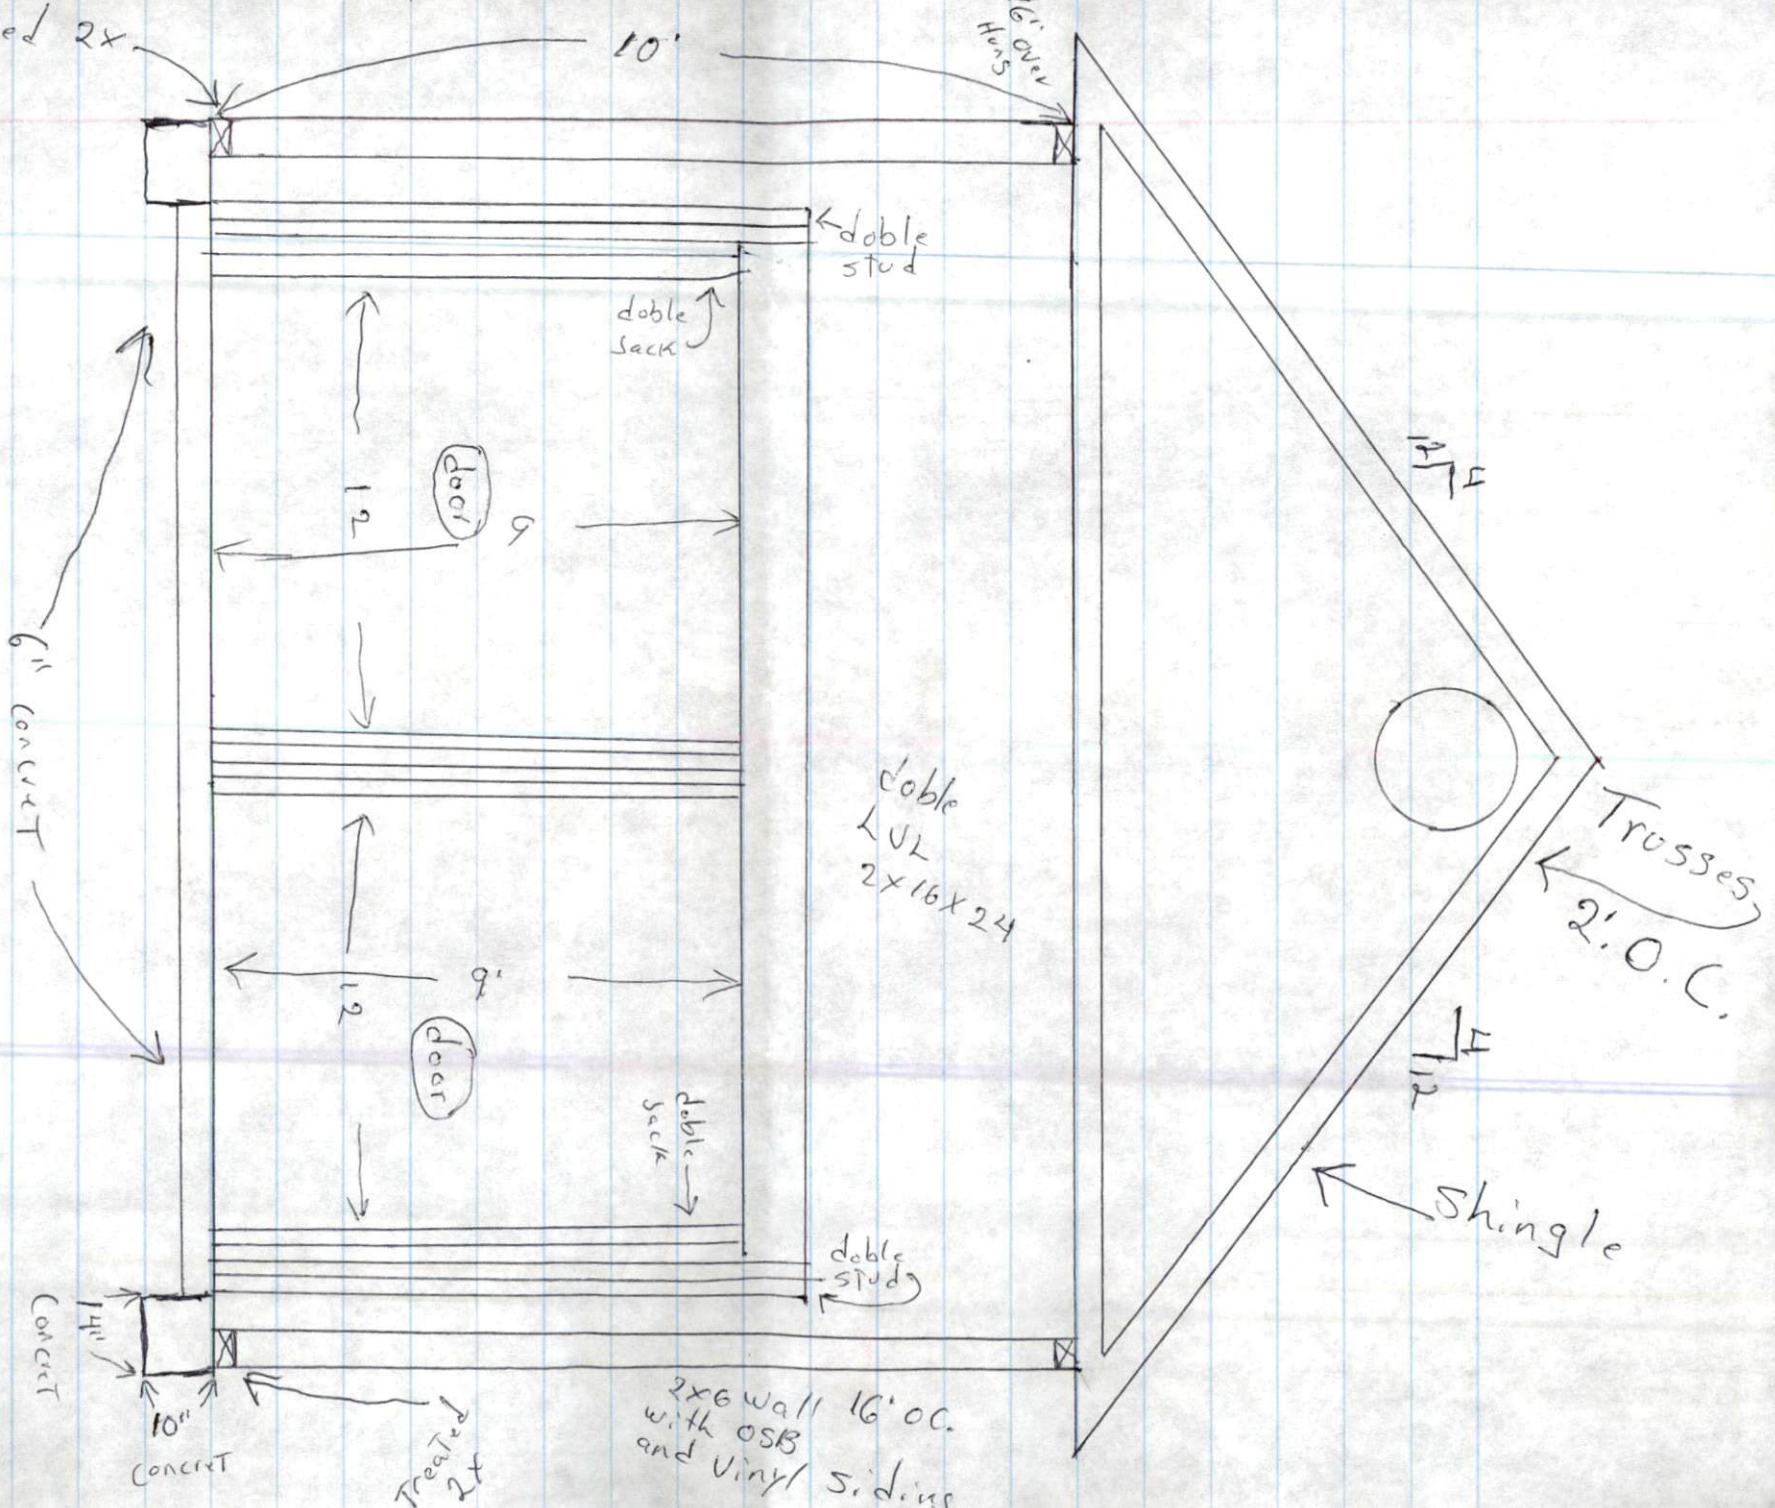 ed 2x
10'
16' over
Hung
doble
stud
doble
Jack
12
door
9
6" concreT
doble
LVL
2x16x24
12
4
Trusses
2'. O.C.
12
4
9'
12
door
doble
Jack
Shingle
doble
stud
14"
Concret
10"
concret
TreaTed
2x
2x6 wall 16' OC.
with OSB
and Vinyl Siding